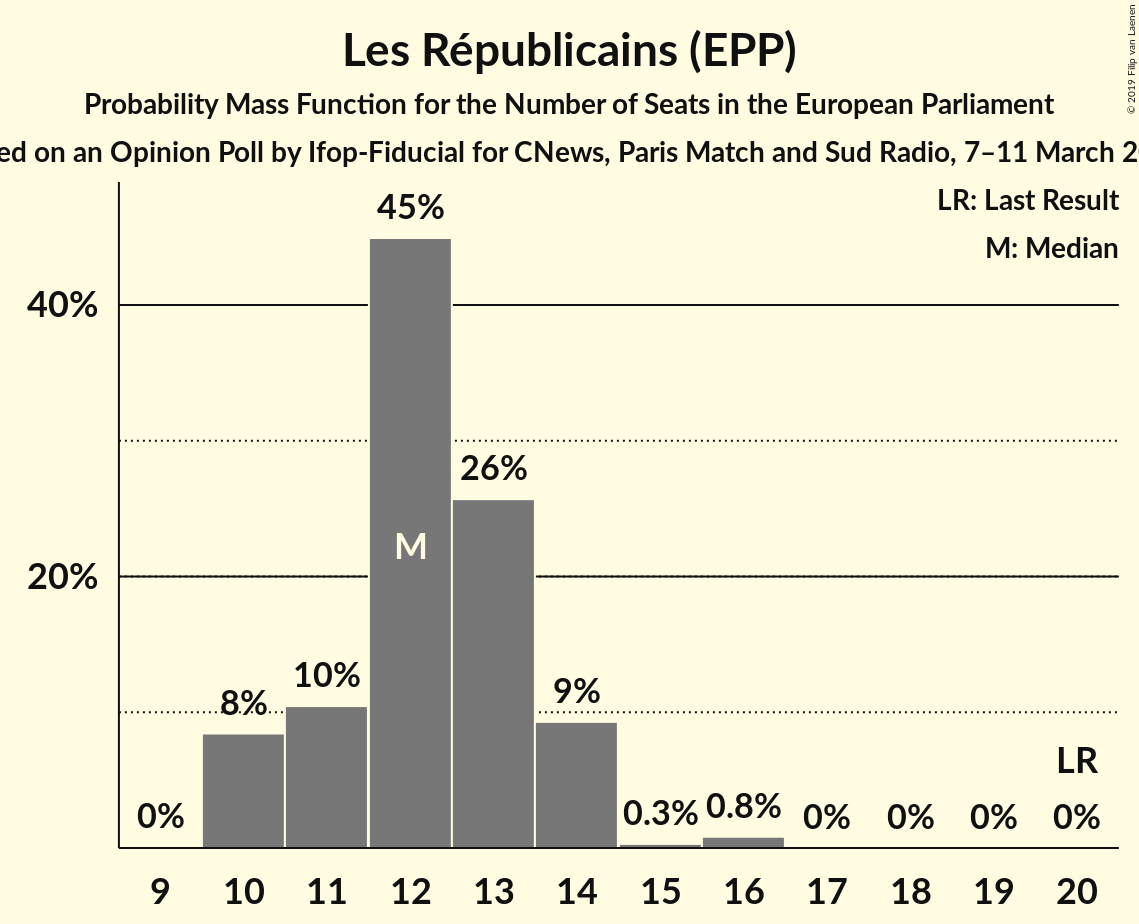 Les Républicains (EPP)
Probability Mass Function for the Number of Seats in the European Parliament
ed on an Opinion Poll by Ifop-Fiducial for CNews, Paris Match and Sud Radio, 7–11 March 2
© 2019 Filip van Laenen
LR: Last Result
M: Median
45%
40%
26%
M
20%
10%
8%
9%
LR
0%
0.3%
0.8%
0%
0%
0%
0%
9 10 11 12 13 14 15 16 17 18 19 20